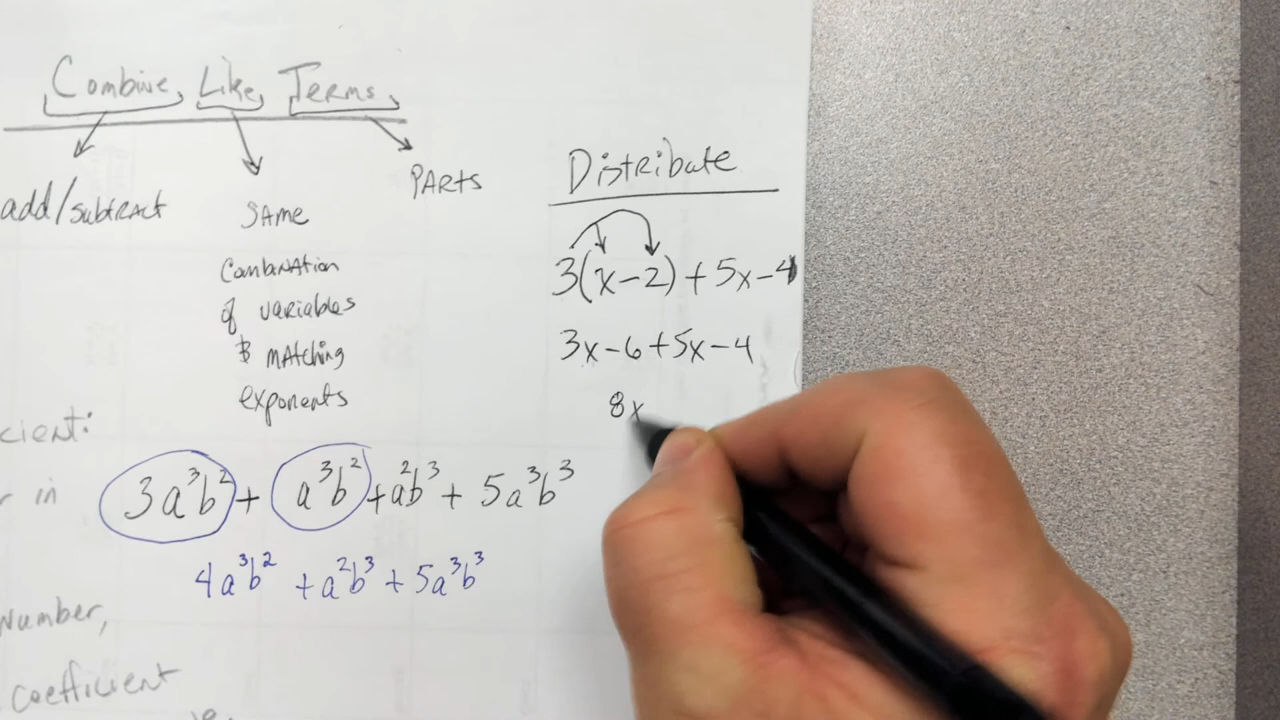 Combine Like Terms
add/subtract
SAME
Combination
of variables
& matching
exponents
PARTS
cient:
r in
3a³b² + a³b² + a²b³ + 5a³b³
4a³b² + a²b³ + 5a³b³
Number,
coefficient
Distribute
3(x-2) + 5x-4
3x-6+5x-4
8x